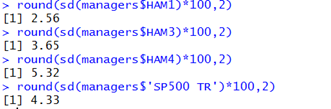 > round(sd(managers$HAM1)*100,2)
[1] 2.56
> round(sd(managers$HAM3)*100,2)
[1] 3.65
> round(sd(managers$HAM4)*100,2)
[1] 5.32
> round(sd(managers$'SP500 TR')*100,2)
[1] 4.33